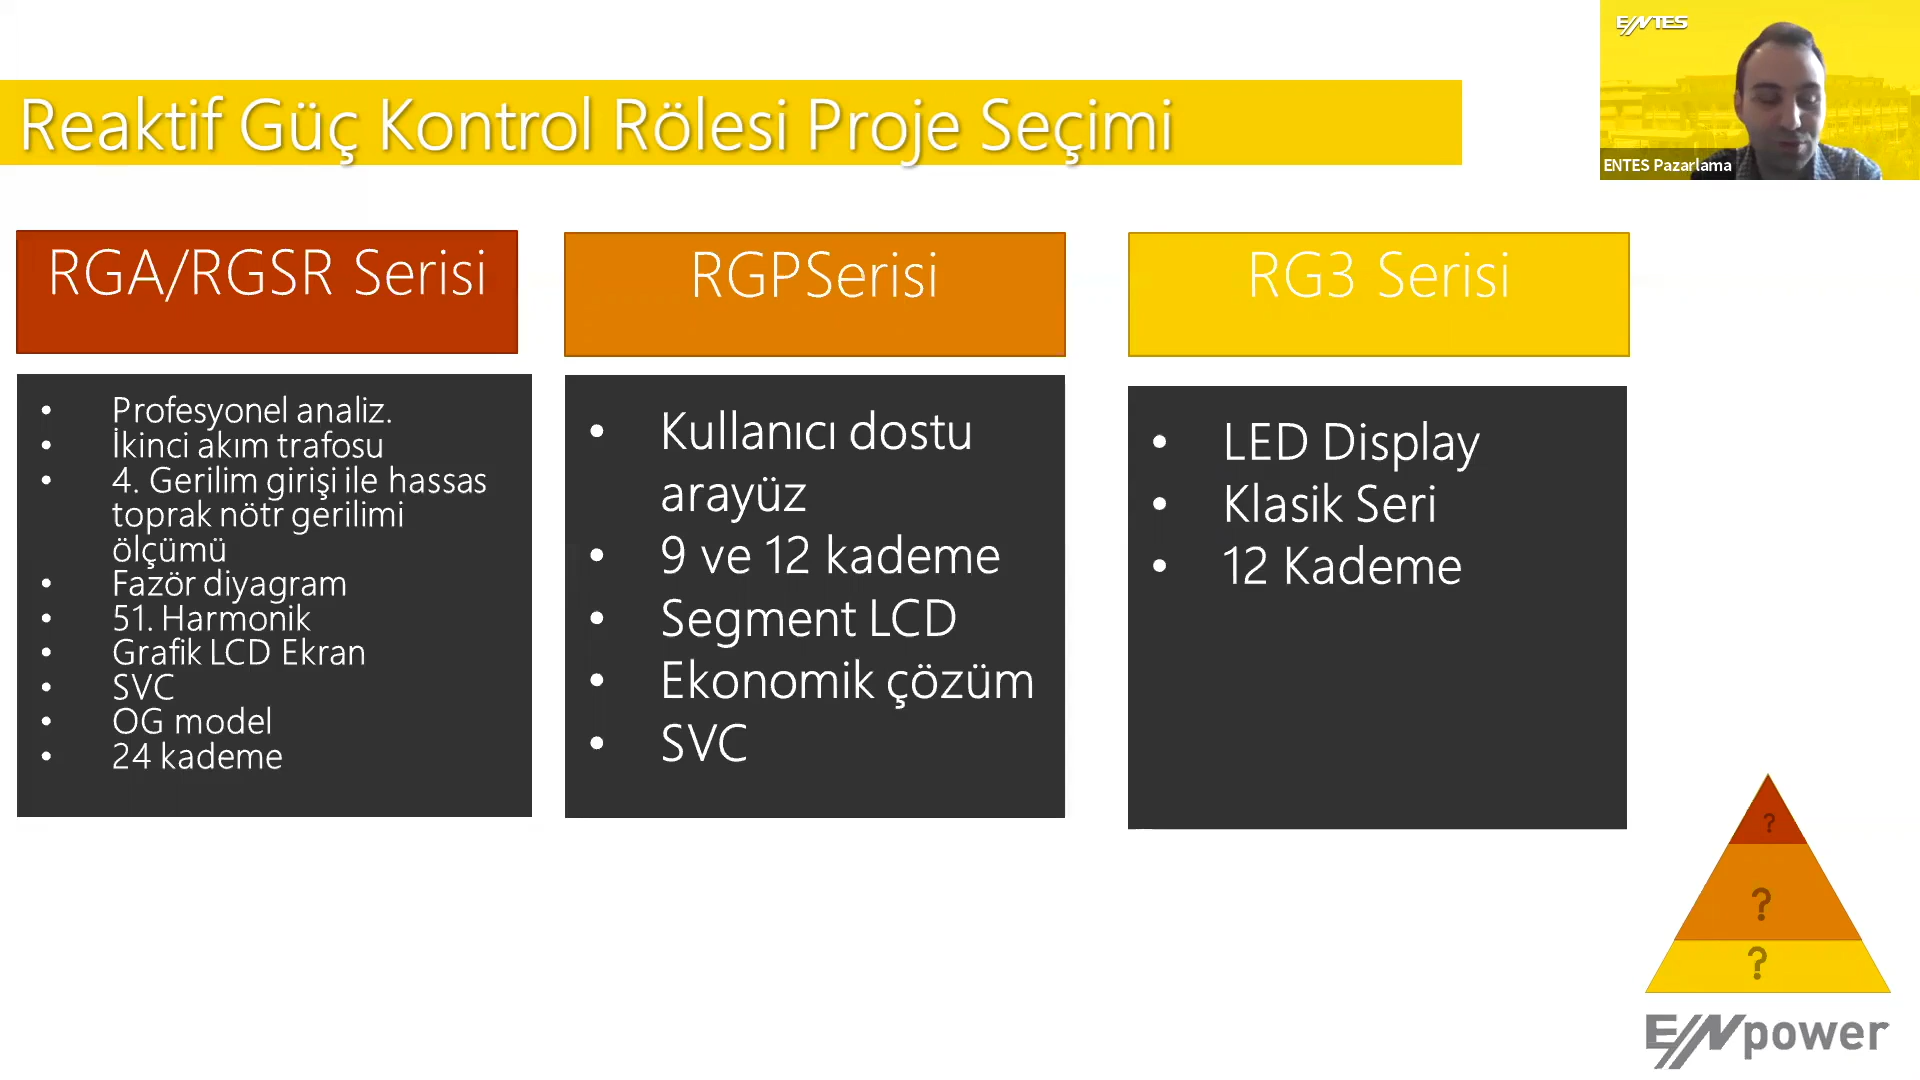 ENTES
ENTES Pazarlama
Reaktif Güç Kontrol Rölesi Proje Seçimi
RGA/RGSR Serisi
• Profesyonel analiz.
• İkinci akım trafosu
• 4. Gerilim girişi ile hassas
toprak nötr gerilimi
ölçümü
• Fazör diyagram
• 51. Harmonik
• Grafik LCD Ekran
• SVC
• OG model
• 24 kademe
RGPSerisi
• Kullanıcı dostu
arayüz
• 9 ve 12 kademe
• Segment LCD
• Ekonomik çözüm
• SVC
RG3 Serisi
• LED Display
• Klasik Seri
• 12 Kademe
?
?
?
ENpower